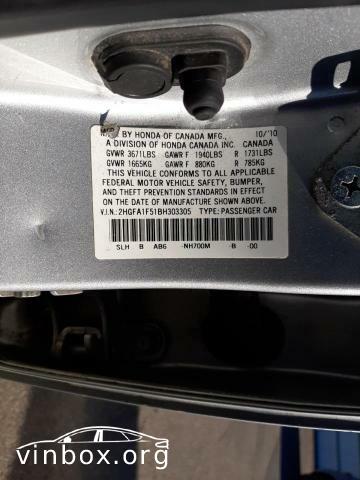 BY HONDA OF CANADA MFG., 10/10
A DIVISION OF HONDA CANADA INC. CANADA
GVWR 3671LBS GAWR F 1940LBS R 1731LBS
GVWR 1665KG GAWR F 880KG R 785KG
THIS VEHICLE CONFORMS TO ALL APPLICABLE
FEDERAL MOTOR VEHICLE SAFETY, BUMPER,
AND THEFT PREVENTION STANDARDS IN EFFECT
ON THE DATE OF MANUFACTURE SHOWN ABOVE.
V.I.N.: 2HGFA1F51BH303305 TYPE: PASSENGER CAR
SLH B AB6 -NH700M -B -00
vinbox.org